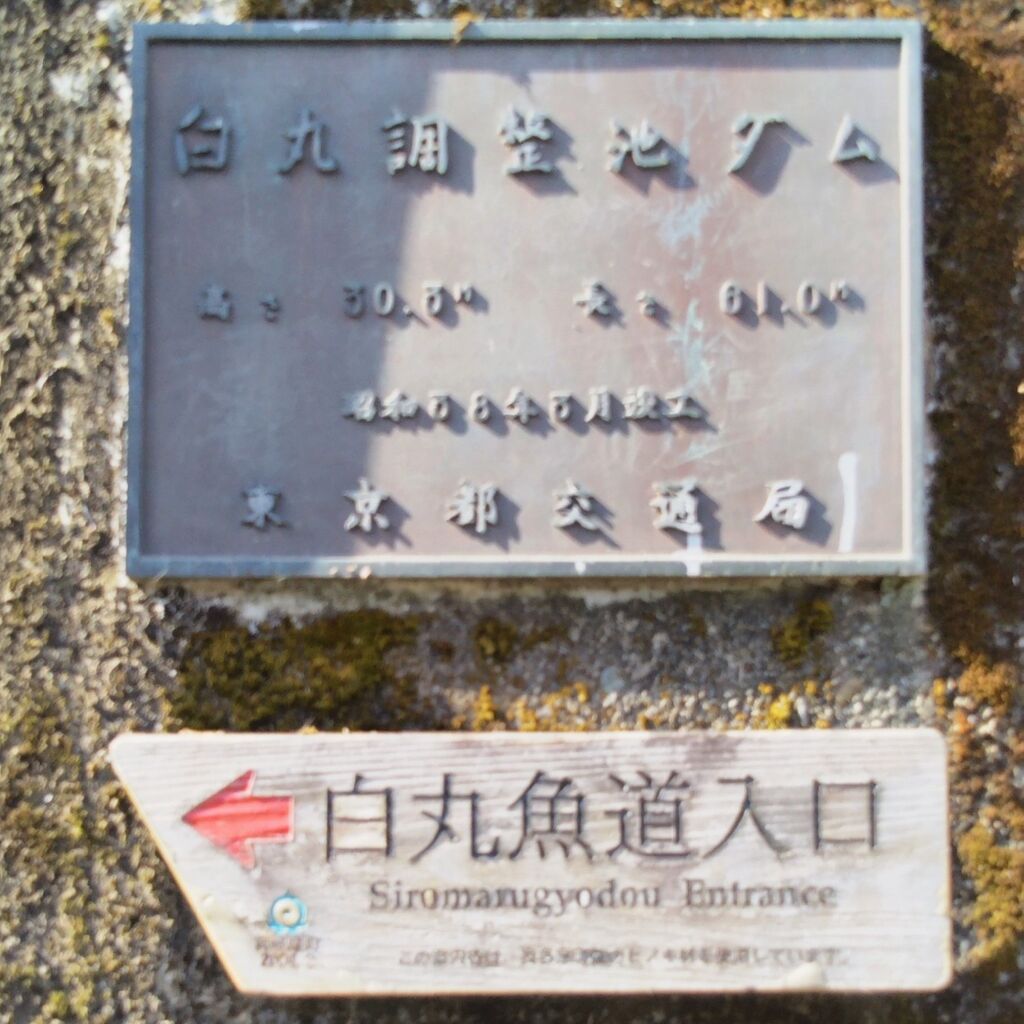 白丸調整池ダム
高さ 30.3m 長さ 61.0m
昭和38年3月竣工
東京都交通局
白丸魚道入口
Siromarugyodou Entrance